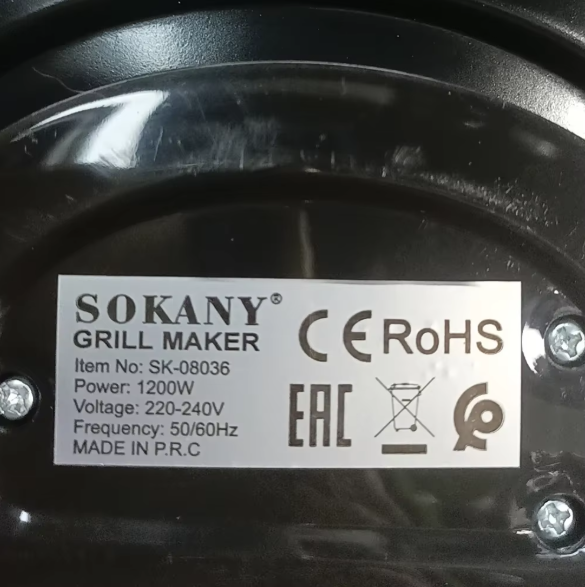 SOKANY®
GRILL MAKER
Item No: SK-08036
Power: 1200W
Voltage: 220-240V
Frequency: 50/60Hz
MADE IN P.R.C
CE RoHS
EAC